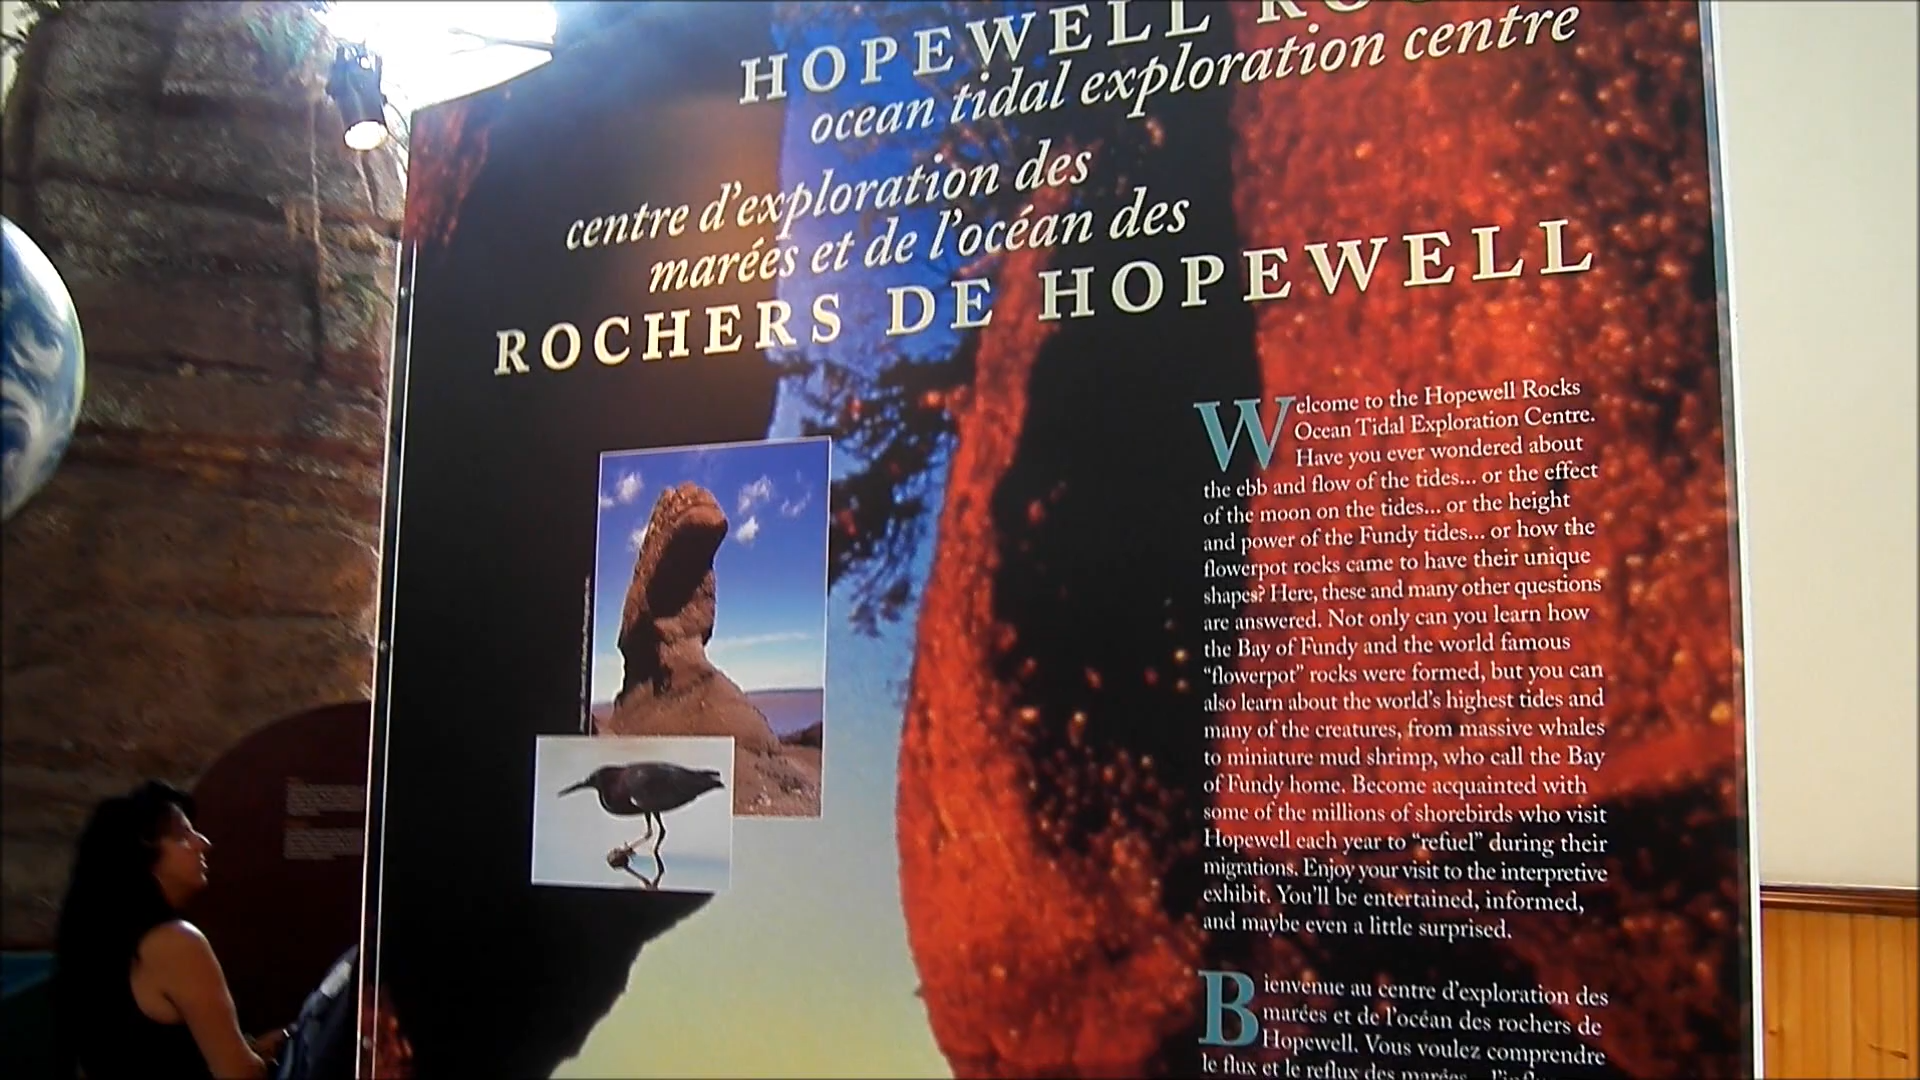 HOPEWELL
ocean tidal exploration centre
centre d'exploration des
marées et de l'océan des
ROCHERS DE HOPEWELL
Welcome to the Hopewell Rocks
Ocean Tidal Exploration Centre.
Have you ever wondered about
the ebb and flow of the tides... or the effect
of the moon on the tides... or the height
and power of the Fundy tides... or how the
flowerpot rocks came to have their unique
shapes? Here, these and many other questions
are answered. Not only can you learn how
the Bay of Fundy and the world famous
“flowerpot” rocks were formed, but you can
also learn about the world's highest tides and
many of the creatures, from massive whales
to miniature mud shrimp, who call the Bay
of Fundy home. Become acquainted with
some of the millions of shorebirds who visit
Hopewell each year to “refuel” during their
migrations. Enjoy your visit to the interpretive
exhibit. You'll be entertained, informed,
and maybe even a little surprised.
Bienvenue au centre d'exploration des
marées et de l'océan des rochers de
Hopewell. Vous voulez comprendre
le flux et le reflux des marées...